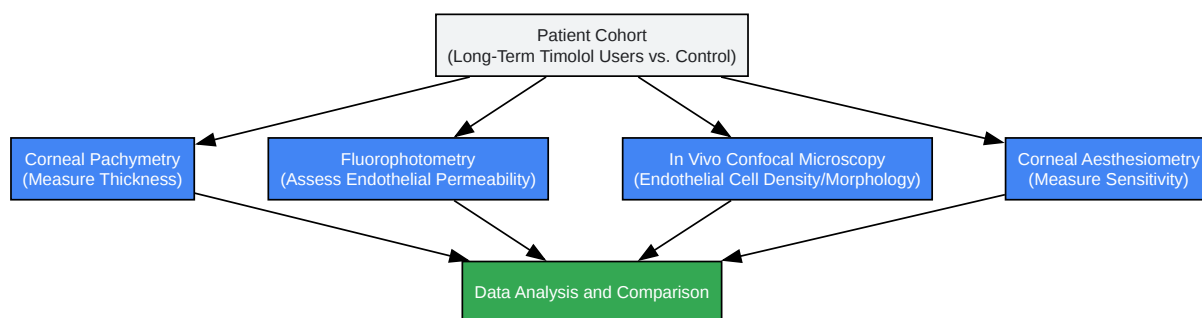 Patient Cohort
(Long-Term Timolol Users vs. Control)
Corneal Pachymetry
(Measure Thickness)
Fluorophotometry
(Assess Endothelial Permeability)
In Vivo Confocal Microscopy
(Endothelial Cell Density/Morphology)
Corneal Aesthesiometry
(Measure Sensitivity)
Data Analysis and Comparison